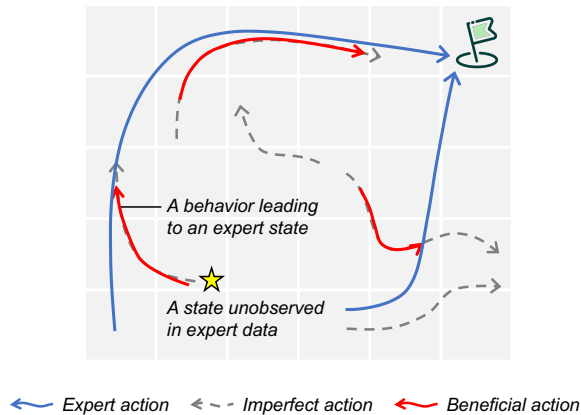 A behavior leading
to an expert state
A state unobserved
in expert data
Expert action
Imperfect action
Beneficial action